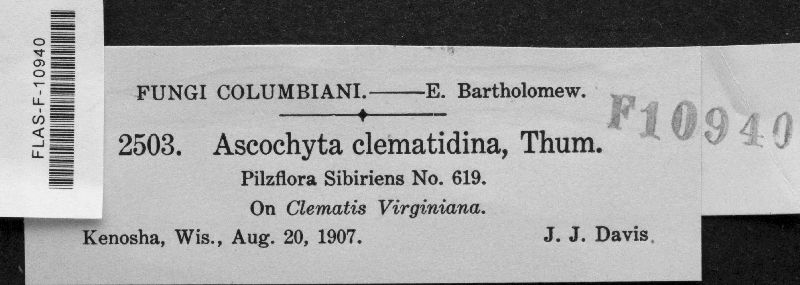 FLAS-F-10940
FUNGI COLUMBIANI.——E. Bartholomew.
F10940
2503. Ascochyta clematidina, Thum.
Pilzflora Sibiriens No. 619.
On Clematis Virginiana.
Kenosha, Wis., Aug. 20, 1907. J. J. Davis.